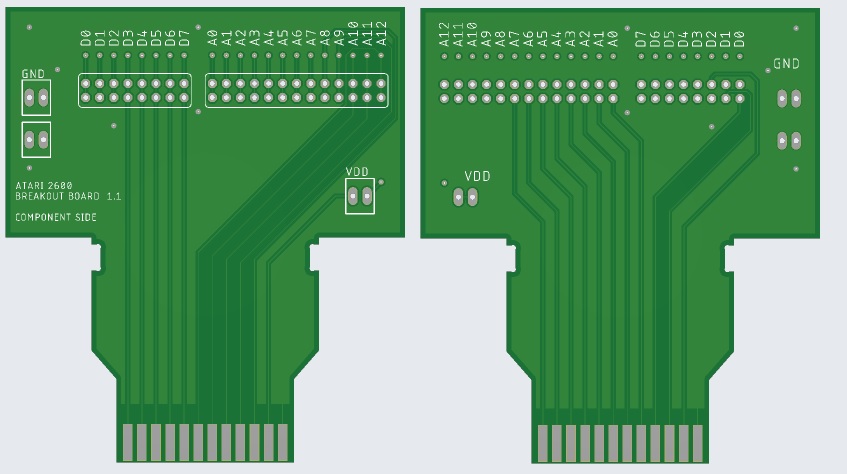 D0 D1 D2 D3 D4 D5 D6 D7 A0 A1 A2 A3 A4 A5 A6 A7 A8 A9 A10 A11 A12
GND
VDD
ATARI 2600
BREAKOUT BOARD 1.1
COMPONENT SIDE
A12 A11 A10 A9 A8 A7 A6 A5 A4 A3 A2 A1 A0 D7 D6 D5 D4 D3 D2 D1 D0
GND
VDD